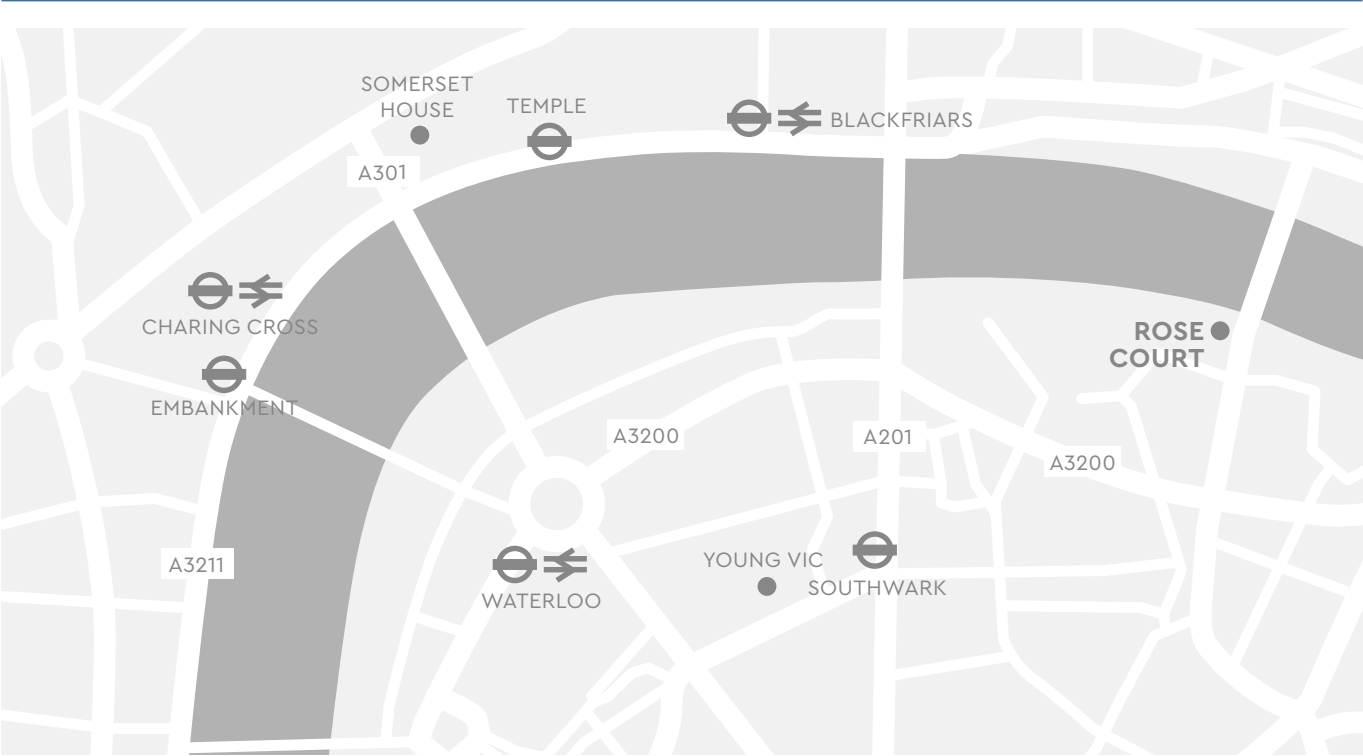 SOMERSET
HOUSE
TEMPLE
BLACKFRIARS
A301
CHARING CROSS
ROSE
COURT
EMBANKMENT
A3200
A201
A3200
A3211
YOUNG VIC
SOUTHWARK
WATERLOO